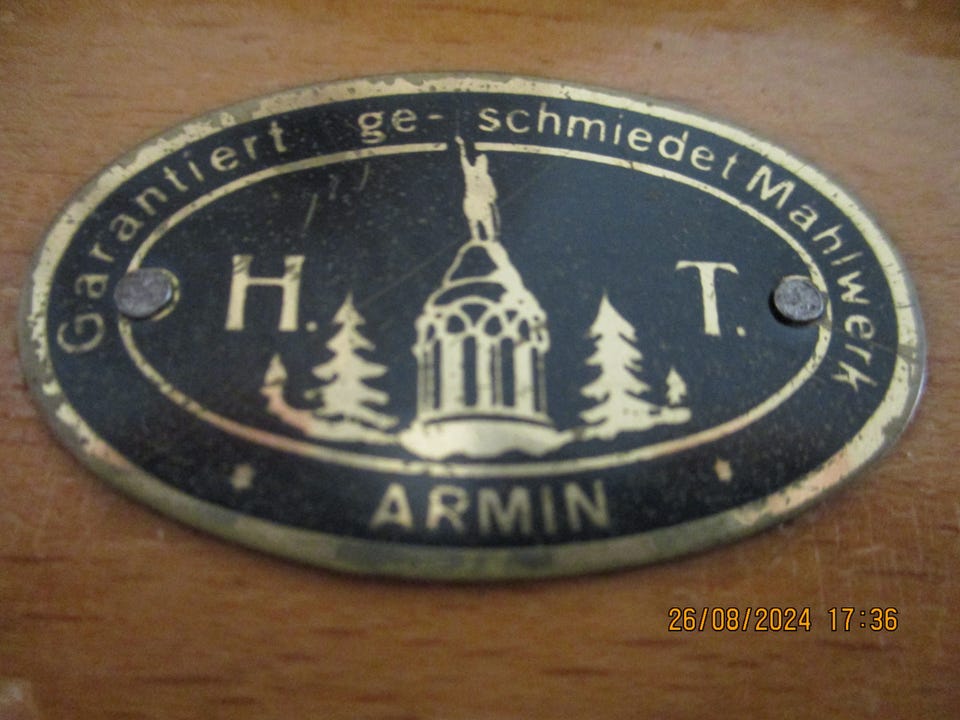 Garantiert ge-schmiedet Mahlwerk
H. T.
ARMIN
26/08/2024 17:36